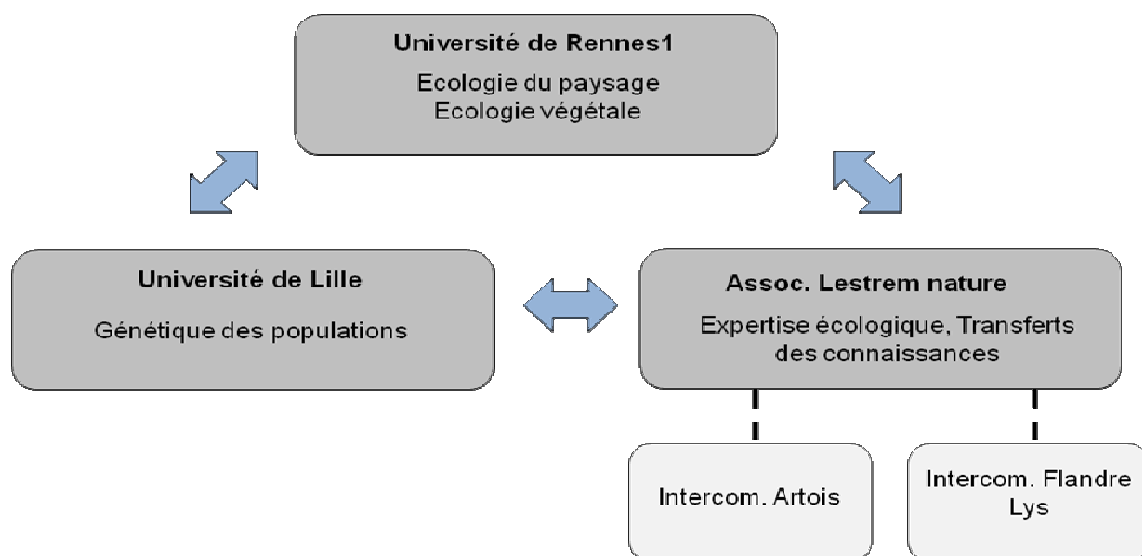 Université de Rennes1
Ecologie du paysage
Ecologie végétale
Université de Lille
Génétique des populations
Assoc. Lestrem nature
Expertise écologique, Transferts
des connaissances
Intercom. Artois
Intercom. Flandre
Lys